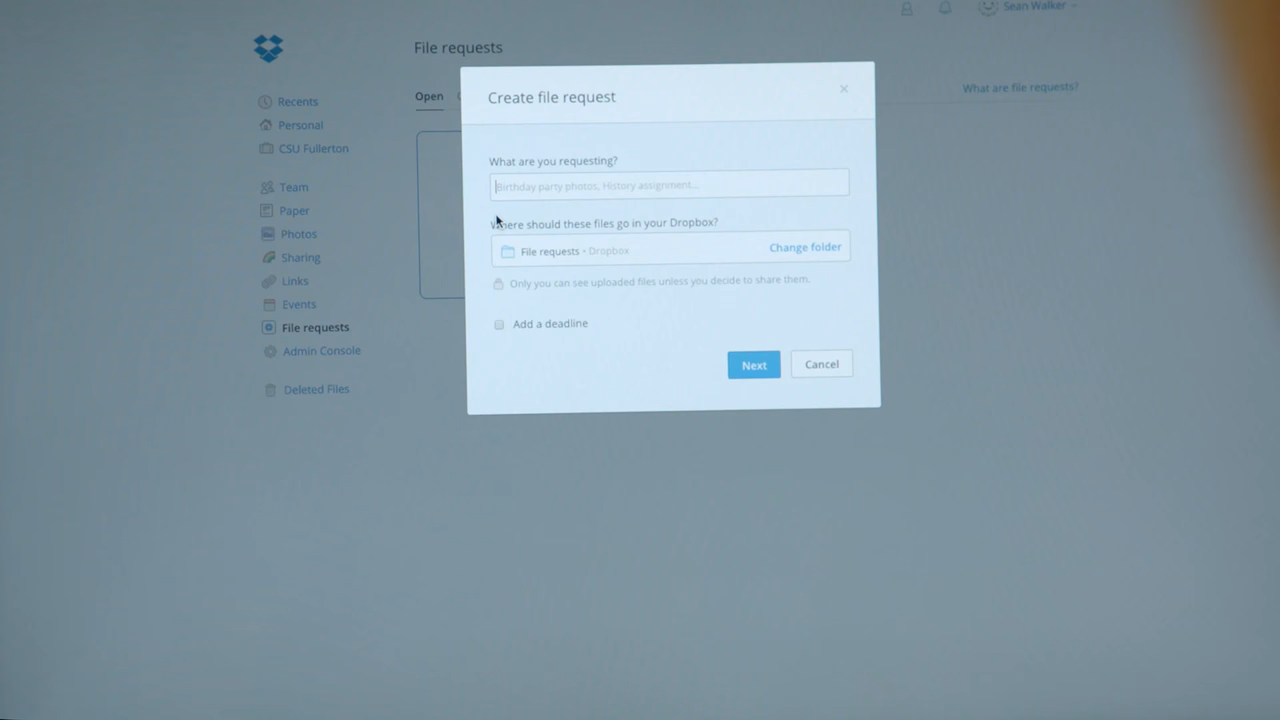 Sean Walker
File requests
Recents
Personal
CSU Fullerton
Team
Paper
Photos
Sharing
Links
Events
File requests
Admin Console
Deleted Files
Open
What are file requests?
Create file request
×
What are you requesting?
Birthday party photos, History assignment...
Where should these files go in your Dropbox?
File requests • Dropbox Change folder
Only you can see uploaded files unless you decide to share them.
Add a deadline
Next Cancel